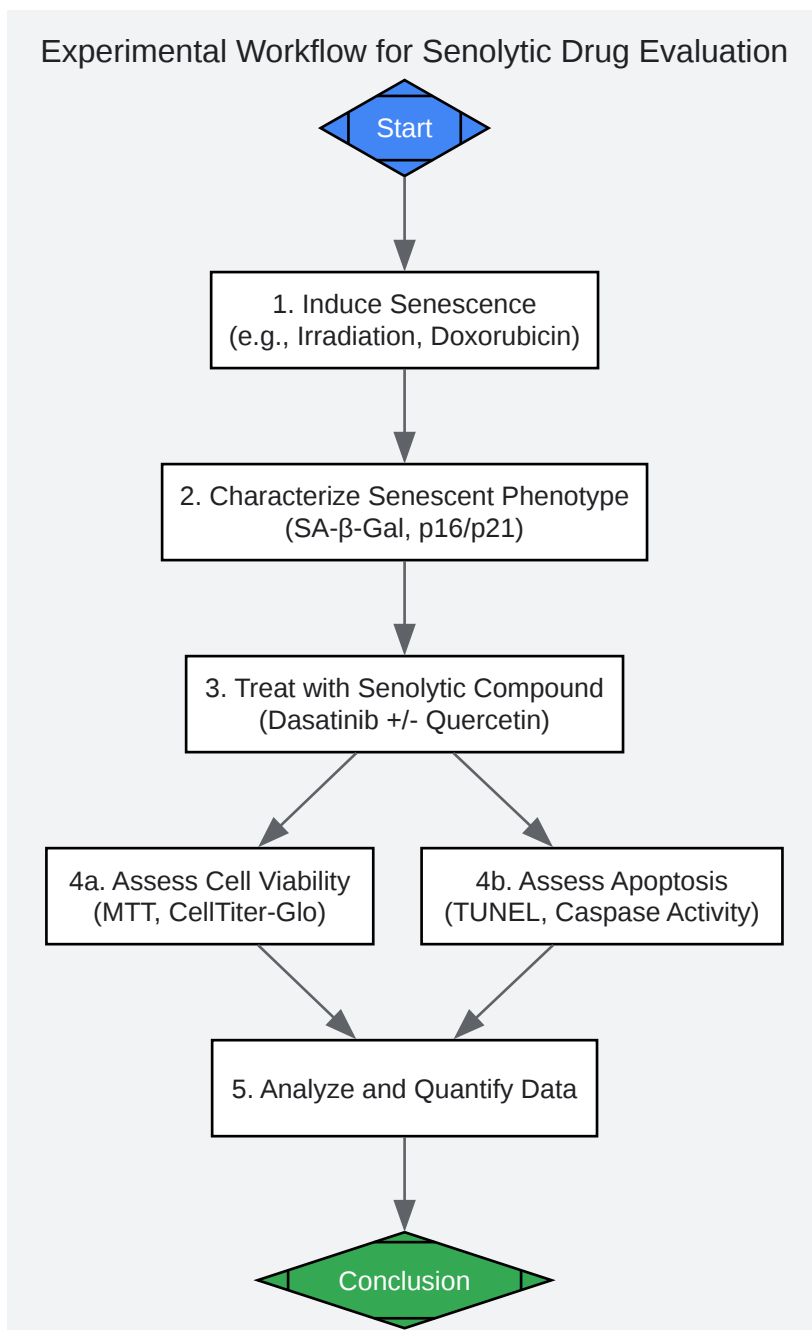 Experimental Workflow for Senolytic Drug Evaluation
Start
1. Induce Senescence
(e.g., Irradiation, Doxorubicin)
2. Characterize Senescent Phenotype
(SA-β-Gal, p16/p21)
3. Treat with Senolytic Compound
(Dasatinib +/- Quercetin)
4a. Assess Cell Viability
(MTT, CellTiter-Glo)
4b. Assess Apoptosis
(TUNEL, Caspase Activity)
5. Analyze and Quantify Data
Conclusion